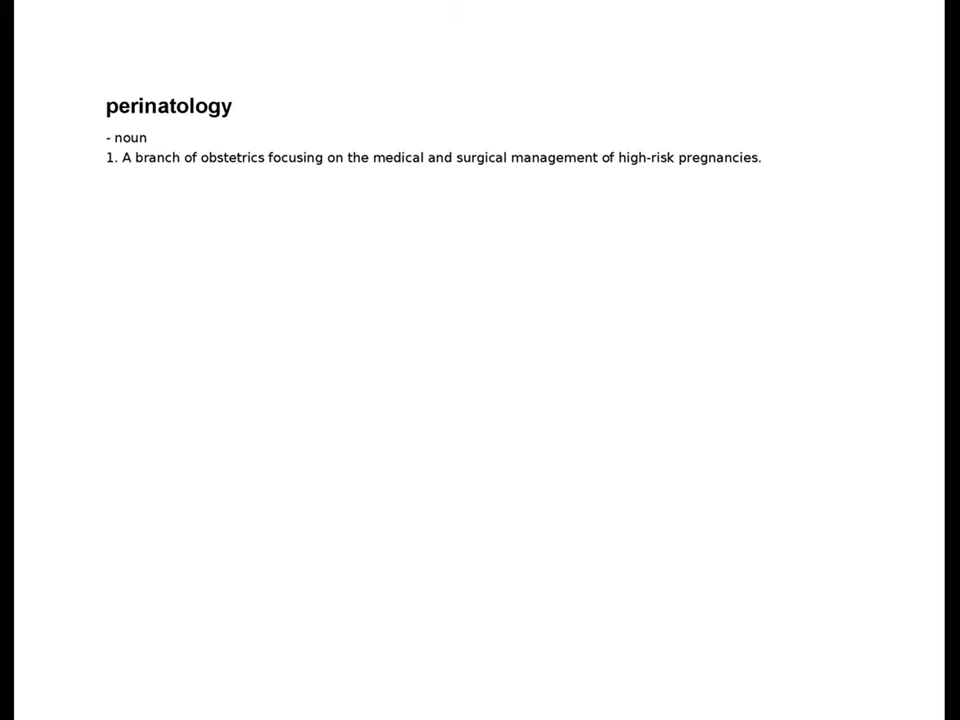 perinatology
- noun
1. A branch of obstetrics focusing on the medical and surgical management of high-risk pregnancies.